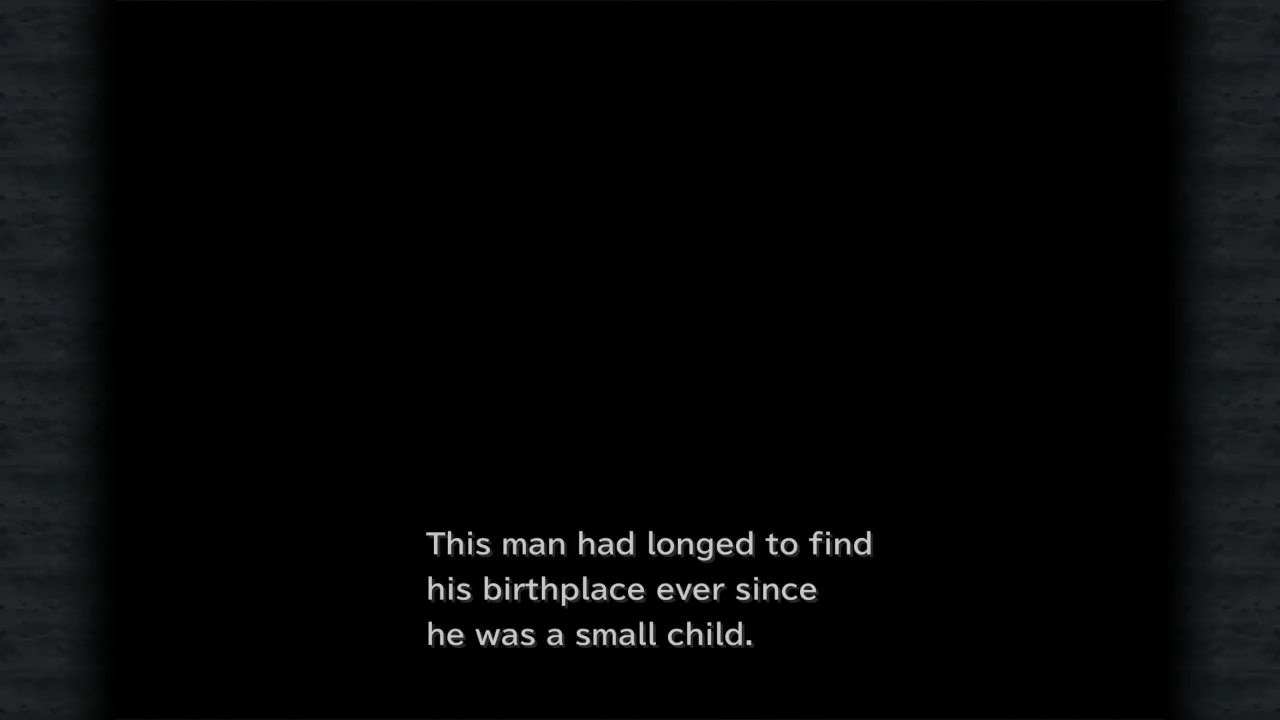 This man had longed to find
his birthplace ever since
he was a small child.